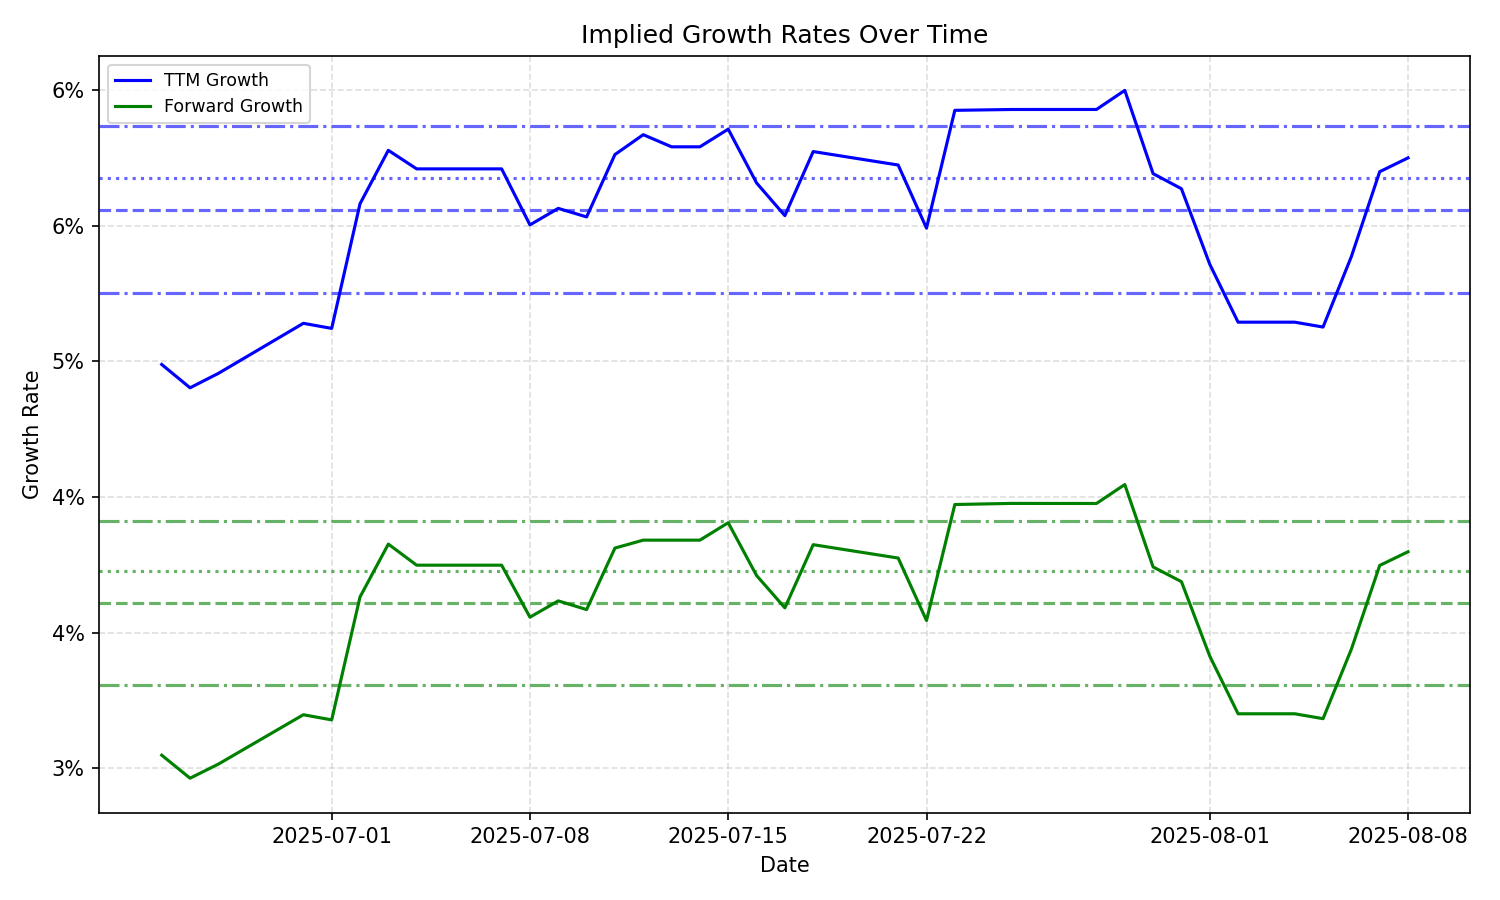 Implied Growth Rates Over Time
TTM Growth
Forward Growth
6%
6%
5%
4%
4%
3%
Growth Rate
2025-07-01
2025-07-08
2025-07-15
2025-07-22
2025-08-01
2025-08-08
Date